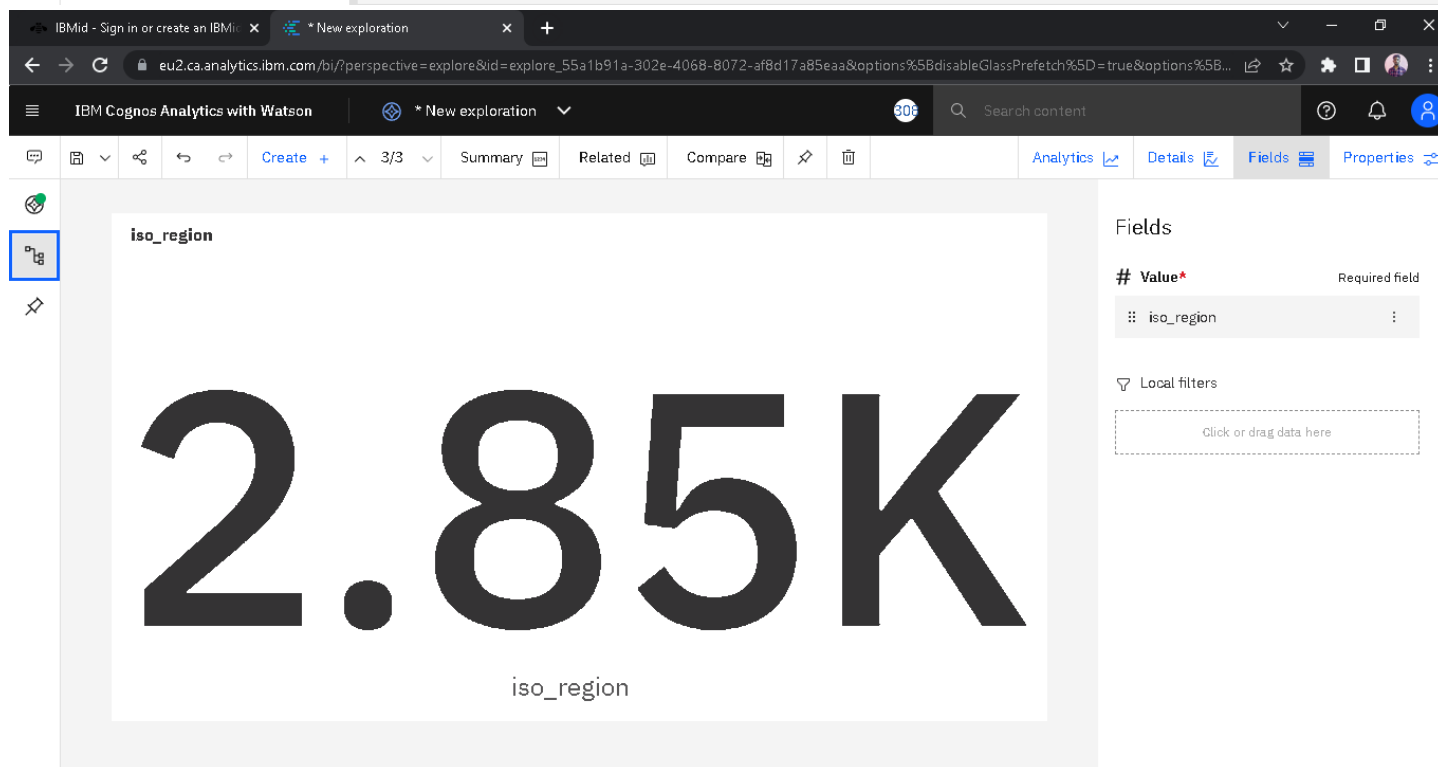 IBMid - Sign in or create an IBMid
* New exploration
eu2.ca.analytics.ibm.com/bi/?perspective=explore&id=explore_55a1b91a-302e-4068-8072-af8d17a85eaa&options%5BdisableGlassPrefetch%5D=true&options%5B...
IBM Cognos Analytics with Watson
* New exploration
308
Search content
Create +
3/3
Summary
Related
Compare
Analytics
Details
Fields
Properties
iso_region
2.85K
iso_region
Fields
# Value*
Required field
iso_region
Local filters
Click or drag data here